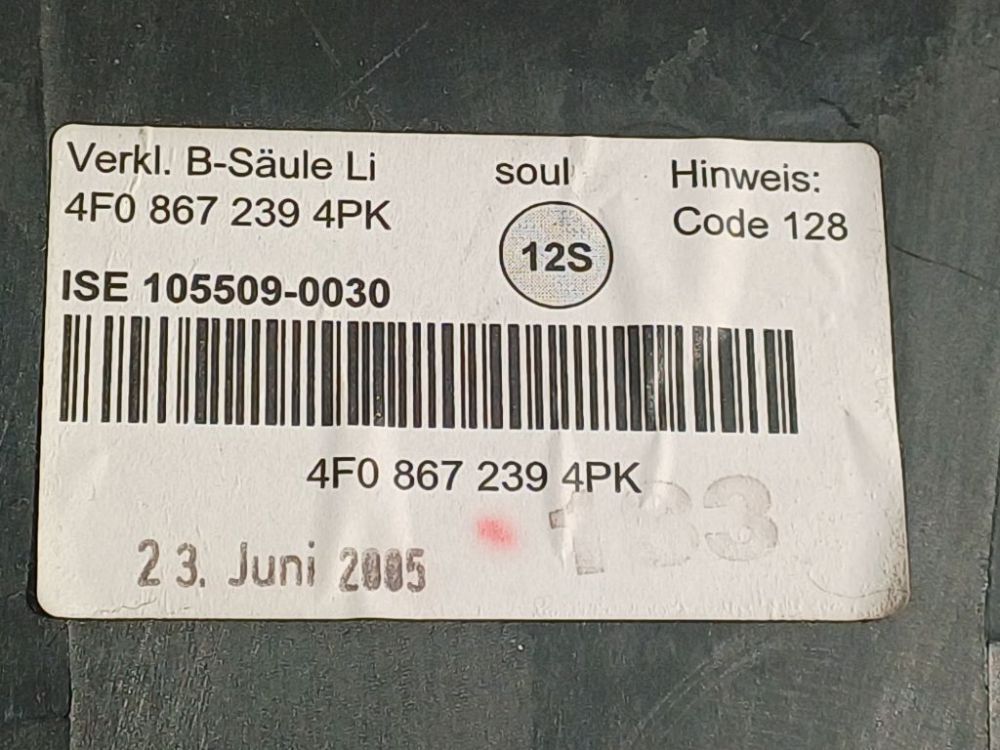 Verkl. B-Säule Li
4F0 867 239 4PK
soul
12S
Hinweis:
Code 128
ISE 105509-0030
4F0 867 239 4PK
23. Juni 2005